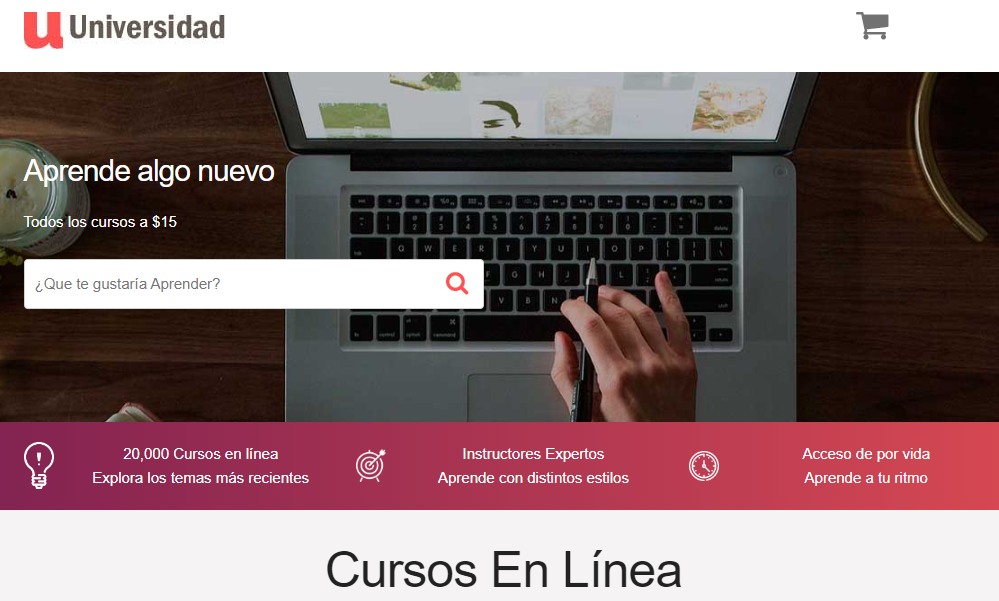 u Universidad
Aprende algo nuevo
Todos los cursos a $15
¿Que te gustaría Aprender?
20,000 Cursos en línea
Explora los temas más recientes
Instructores Expertos
Aprende con distintos estilos
Acceso de por vida
Aprende a tu ritmo
Cursos En Línea